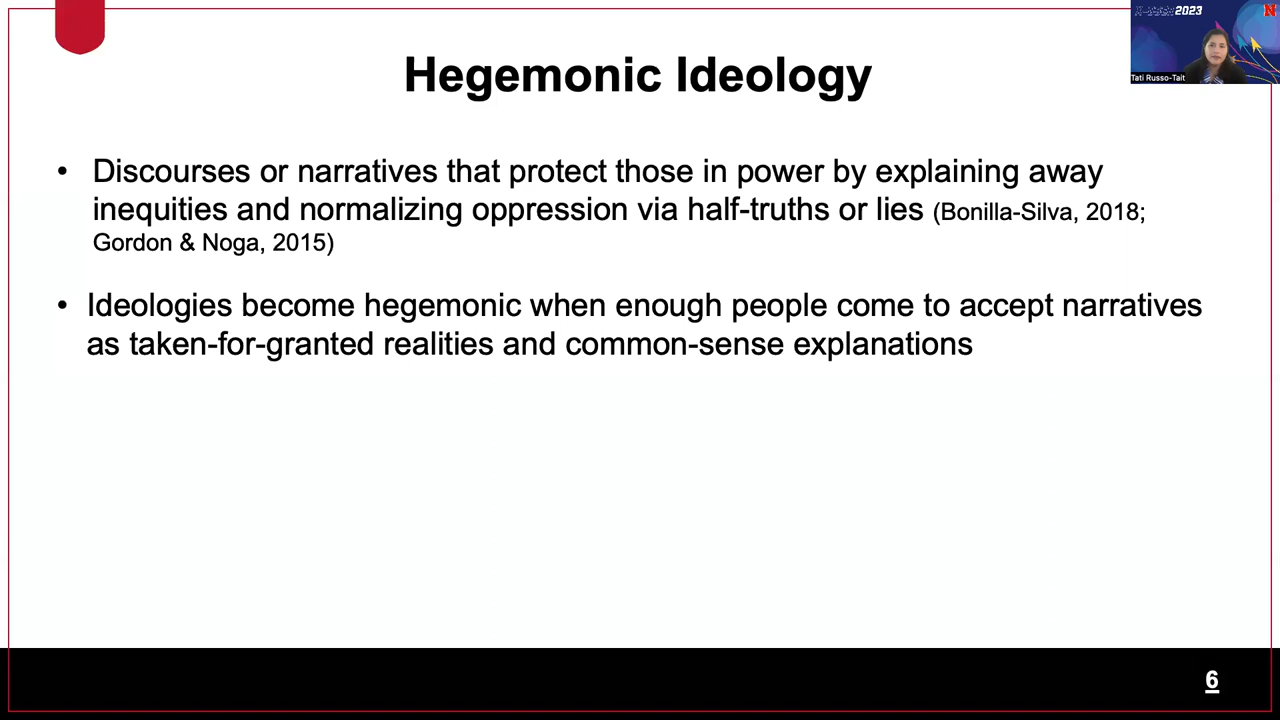 2023
N
Tati Russo-Tait
Hegemonic Ideology
• Discourses or narratives that protect those in power by explaining away
inequities and normalizing oppression via half-truths or lies (Bonilla-Silva, 2018;
Gordon & Noga, 2015)
• Ideologies become hegemonic when enough people come to accept narratives
as taken-for-granted realities and common-sense explanations
6